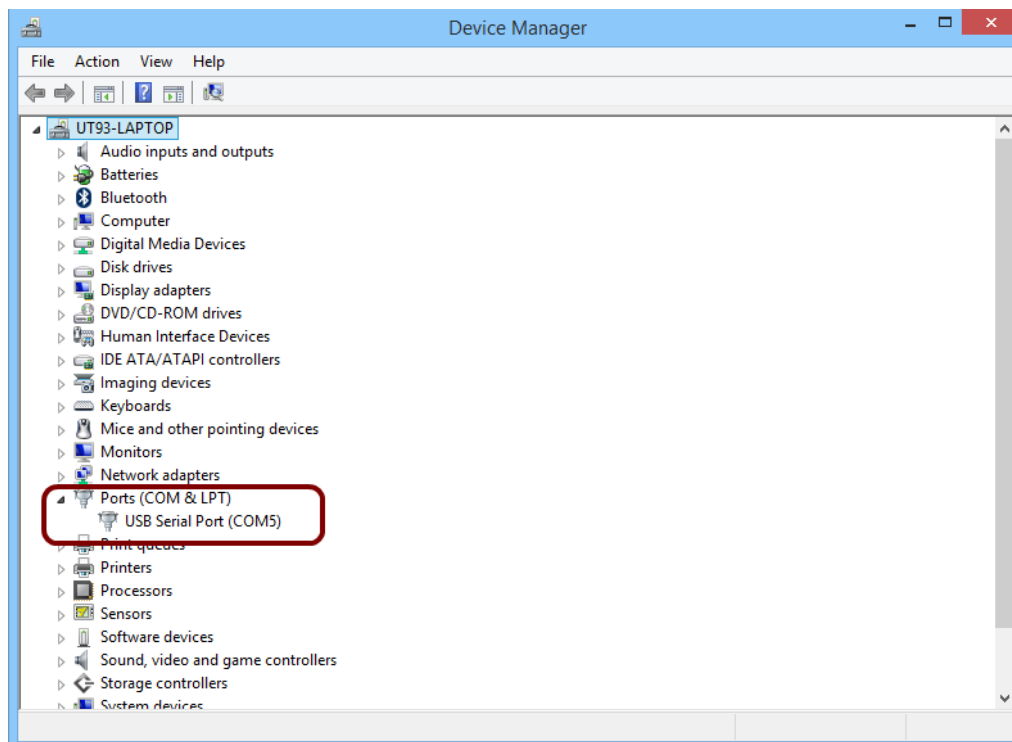 Device Manager
File Action View Help
UT93-LAPTOP
Audio inputs and outputs
Batteries
Bluetooth
Computer
Digital Media Devices
Disk drives
Display adapters
DVD/CD-ROM drives
Human Interface Devices
IDE ATA/ATAPI controllers
Imaging devices
Keyboards
Mice and other pointing devices
Monitors
Network adapters
Ports (COM & LPT)
USB Serial Port (COM5)
Print queues
Printers
Processors
Sensors
Software devices
Sound, video and game controllers
Storage controllers
System devices